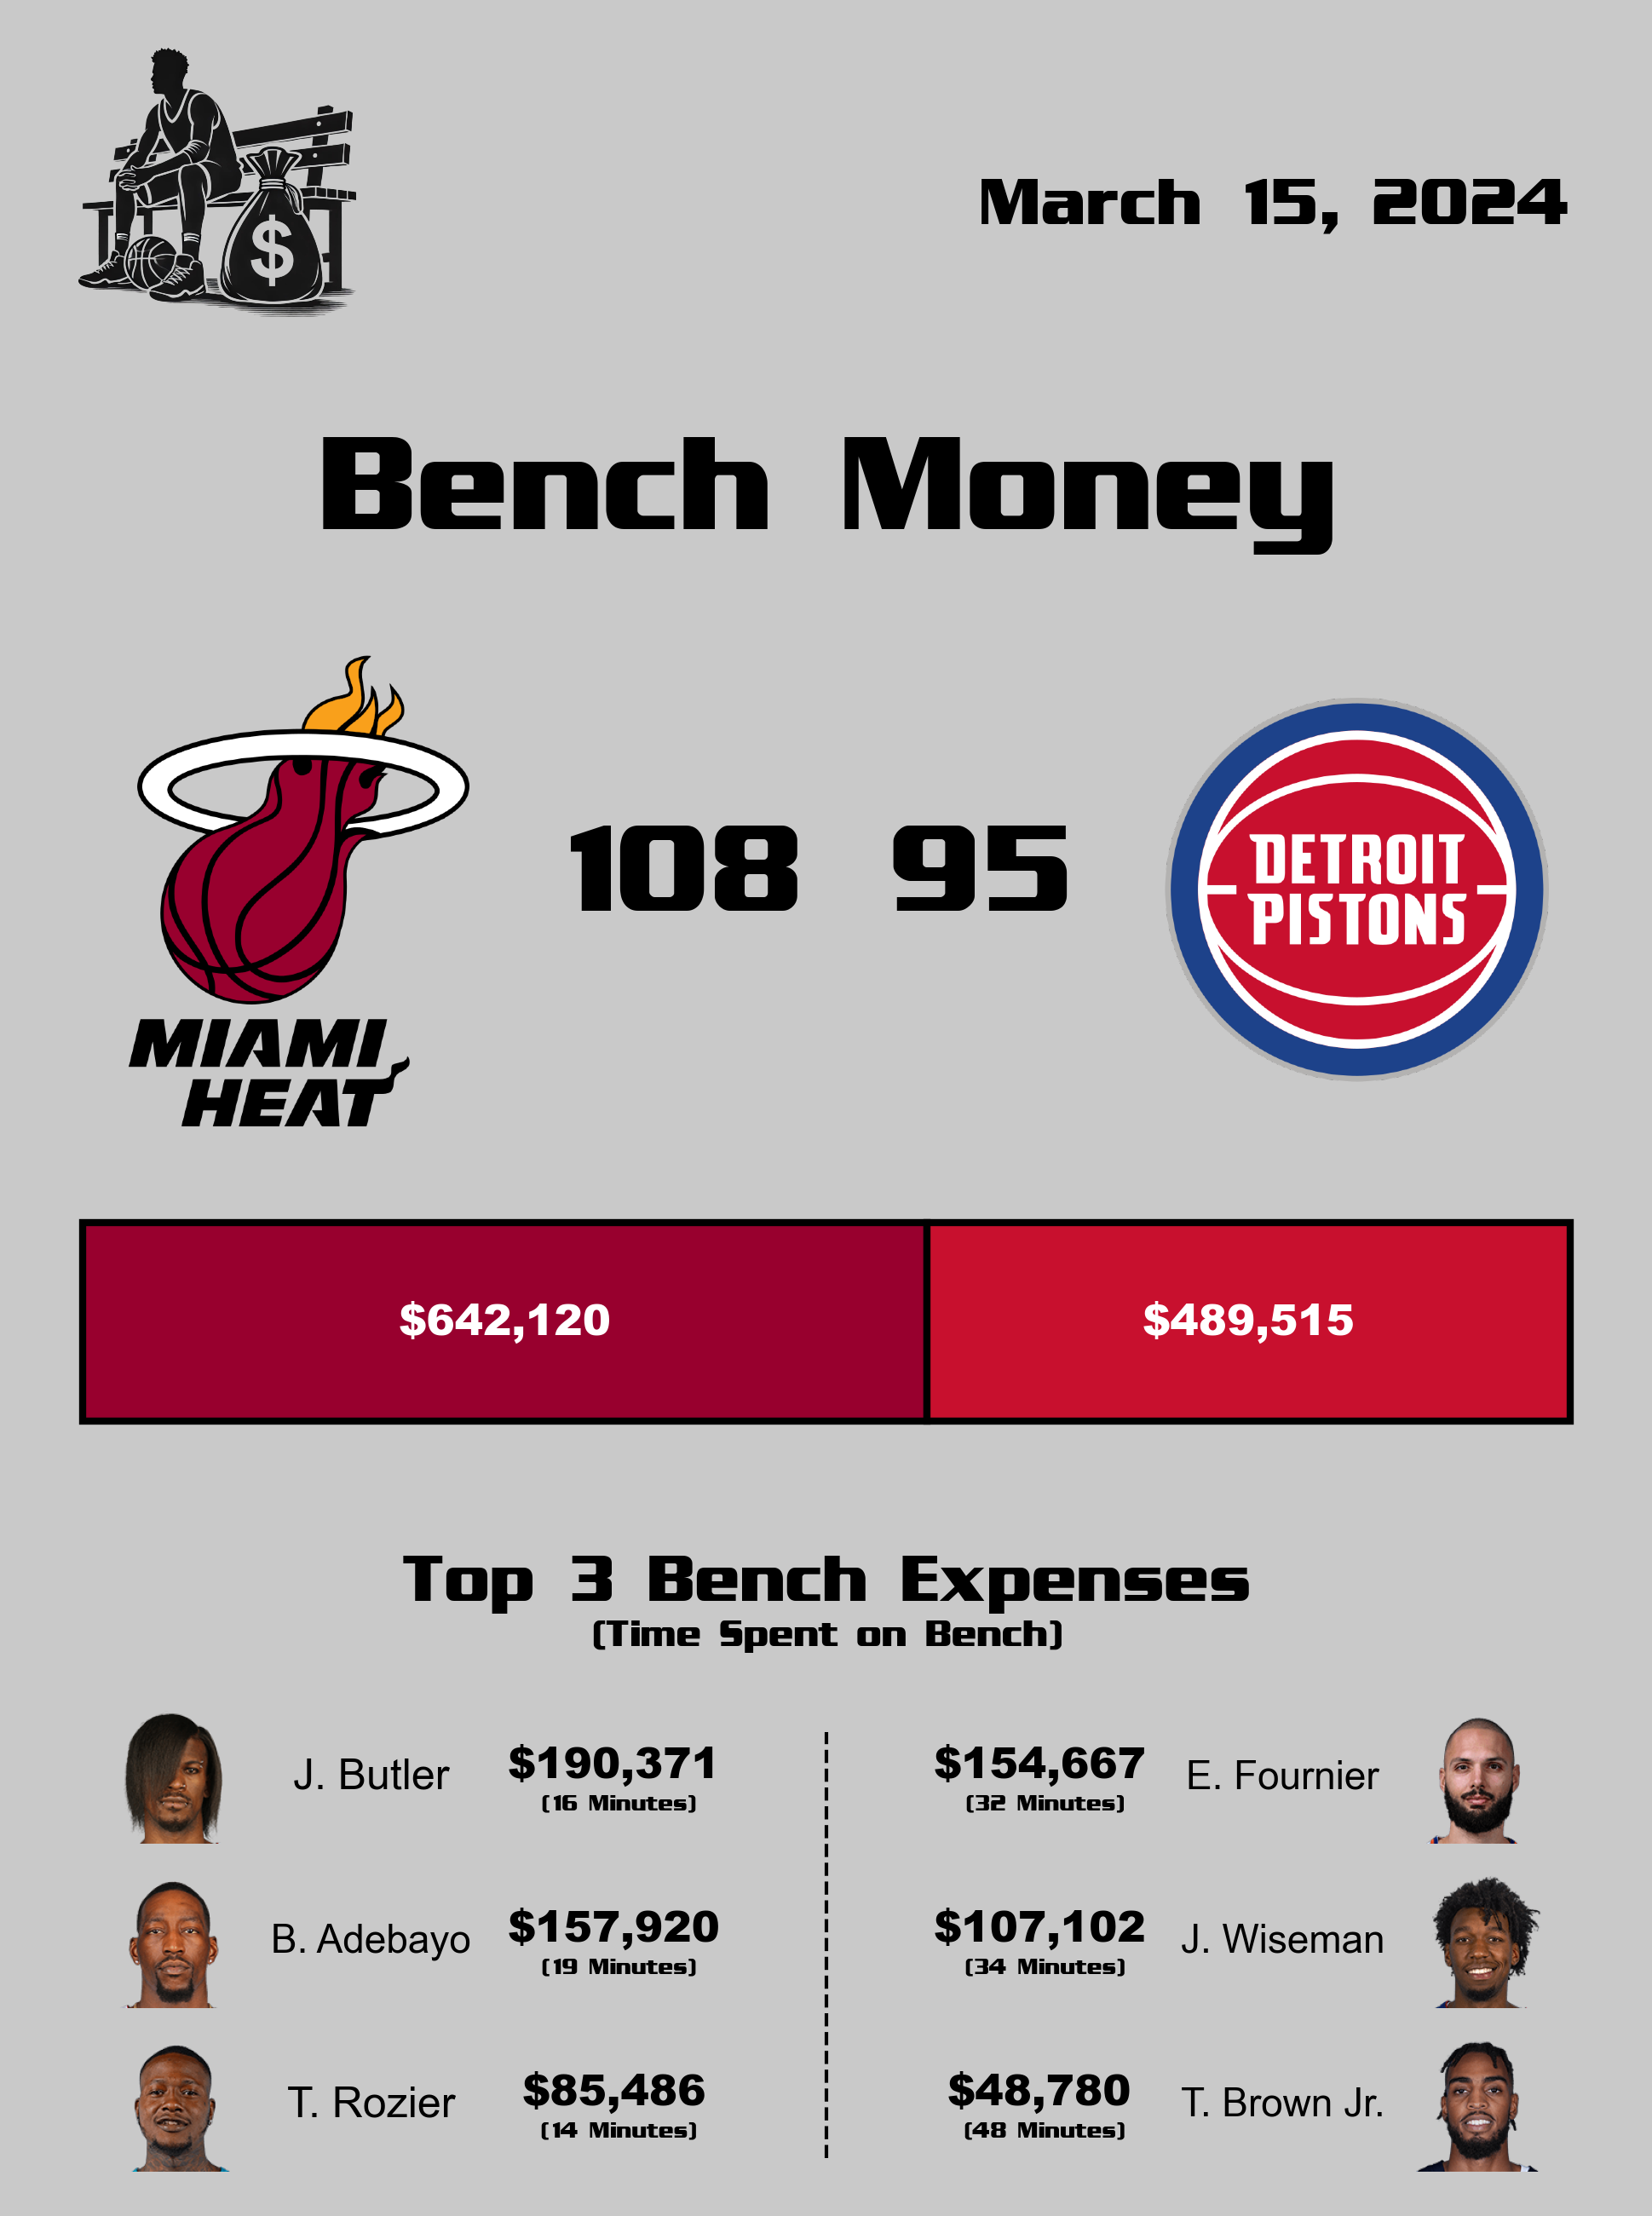 March 15, 2024
$
Bench Money
108 95
MIAMI
HEAT
DETROIT
PISTONS
$642,120 $489,515
Top 3 Bench Expenses
(Time Spent on Bench)
J. Butler $190,371 $154,667 E. Fournier
(16 Minutes) (32 Minutes)
B. Adebayo $157,920 $107,102 J. Wiseman
(19 Minutes) (34 Minutes)
T. Rozier $85,486 $48,780 T. Brown Jr.
(14 Minutes) (48 Minutes)